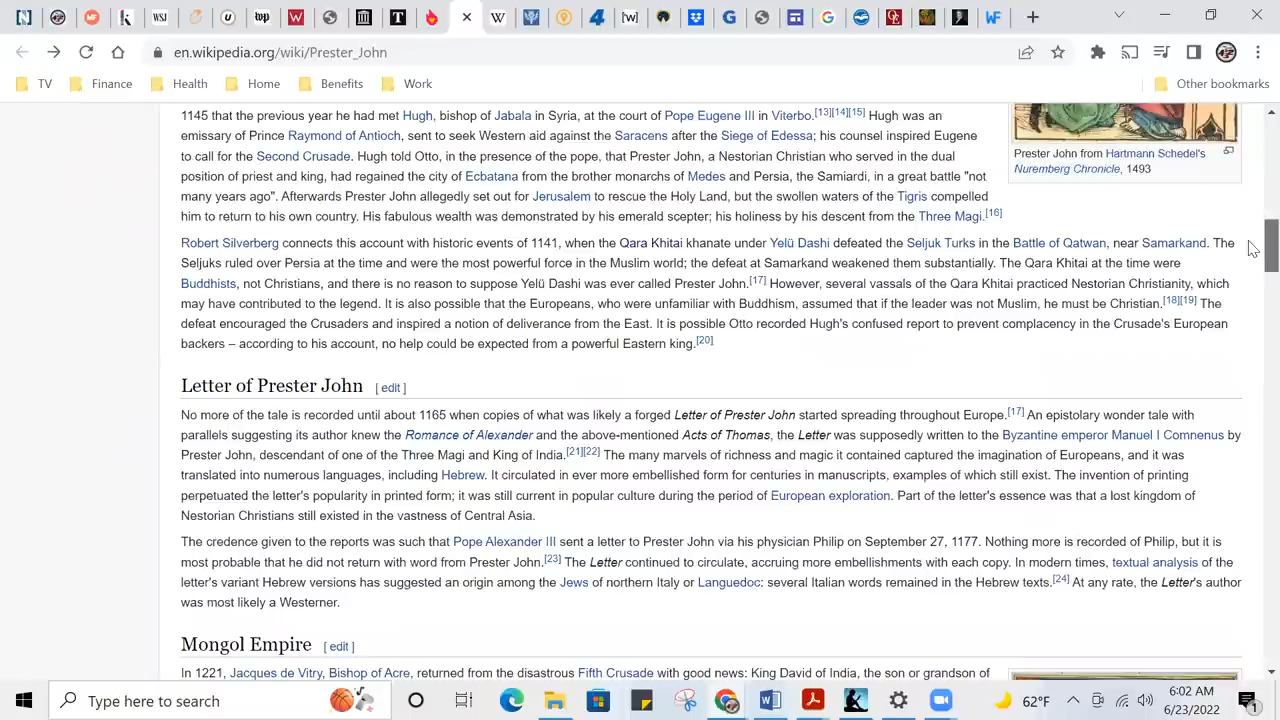 en.wikipedia.org/wiki/Prester_John
TV Finance Health Home Benefits Work Other bookmarks
1145 that the previous year he had met Hugh, bishop of Jabala in Syria, at the court of Pope Eugene III in Viterbo.[13][14][15] Hugh was an
emissary of Prince Raymond of Antioch, sent to seek Western aid against the Saracens after the Siege of Edessa; his counsel inspired Eugene
to call for the Second Crusade. Hugh told Otto, in the presence of the pope, that Prester John, a Nestorian Christian who served in the dual
position of priest and king, had regained the city of Ecbatana from the brother monarchs of Medes and Persia, the Samiardi, in a great battle "not
many years ago". Afterwards Prester John allegedly set out for Jerusalem to rescue the Holy Land, but the swollen waters of the Tigris compelled
him to return to his own country. His fabulous wealth was demonstrated by his emerald scepter; his holiness by his descent from the Three Magi.[16]
Prester John from Hartmann Schedel's
Nuremberg Chronicle, 1493
Robert Silverberg connects this account with historic events of 1141, when the Qara Khitai khanate under Yelü Dashi defeated the Seljuk Turks in the Battle of Qatwan, near Samarkand. The
Seljuks ruled over Persia at the time and were the most powerful force in the Muslim world; the defeat at Samarkand weakened them substantially. The Qara Khitai at the time were
Buddhists, not Christians, and there is no reason to suppose Yelü Dashi was ever called Prester John.[17] However, several vassals of the Qara Khitai practiced Nestorian Christianity, which
may have contributed to the legend. It is also possible that the Europeans, who were unfamiliar with Buddhism, assumed that if the leader was not Muslim, he must be Christian.[18][19] The
defeat encouraged the Crusaders and inspired a notion of deliverance from the East. It is possible Otto recorded Hugh's confused report to prevent complacency in the Crusade's European
backers – according to his account, no help could be expected from a powerful Eastern king.[20]
Letter of Prester John [ edit ]
No more of the tale is recorded until about 1165 when copies of what was likely a forged Letter of Prester John started spreading throughout Europe.[17] An epistolary wonder tale with
parallels suggesting its author knew the Romance of Alexander and the above-mentioned Acts of Thomas, the Letter was supposedly written to the Byzantine emperor Manuel I Comnenus by
Prester John, descendant of one of the Three Magi and King of India.[21][22] The many marvels of richness and magic it contained captured the imagination of Europeans, and it was
translated into numerous languages, including Hebrew. It circulated in ever more embellished form for centuries in manuscripts, examples of which still exist. The invention of printing
perpetuated the letter's popularity in printed form; it was still current in popular culture during the period of European exploration. Part of the letter's essence was that a lost kingdom of
Nestorian Christians still existed in the vastness of Central Asia.
The credence given to the reports was such that Pope Alexander III sent a letter to Prester John via his physician Philip on September 27, 1177. Nothing more is recorded of Philip, but it is
most probable that he did not return with word from Prester John.[23] The Letter continued to circulate, accruing more embellishments with each copy. In modern times, textual analysis of the
letter's variant Hebrew versions has suggested an origin among the Jews of northern Italy or Languedoc: several Italian words remained in the Hebrew texts.[24] At any rate, the Letter's author
was most likely a Westerner.
Mongol Empire [ edit ]
In 1221, Jacques de Vitry, Bishop of Acre, returned from the disastrous Fifth Crusade with good news: King David of India, the son or grandson of
Type here to search
62°F
6:02 AM
6/23/2022